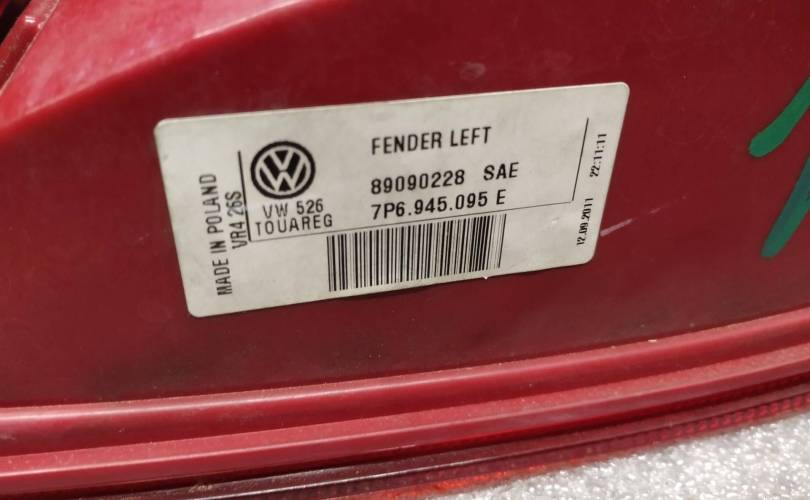 FENDER LEFT
89090228 SAE
7P6.945.095 E
VW 526
TOUAREG
MADE IN POLAND
VR4 26S
12.09.2011 22:11:11